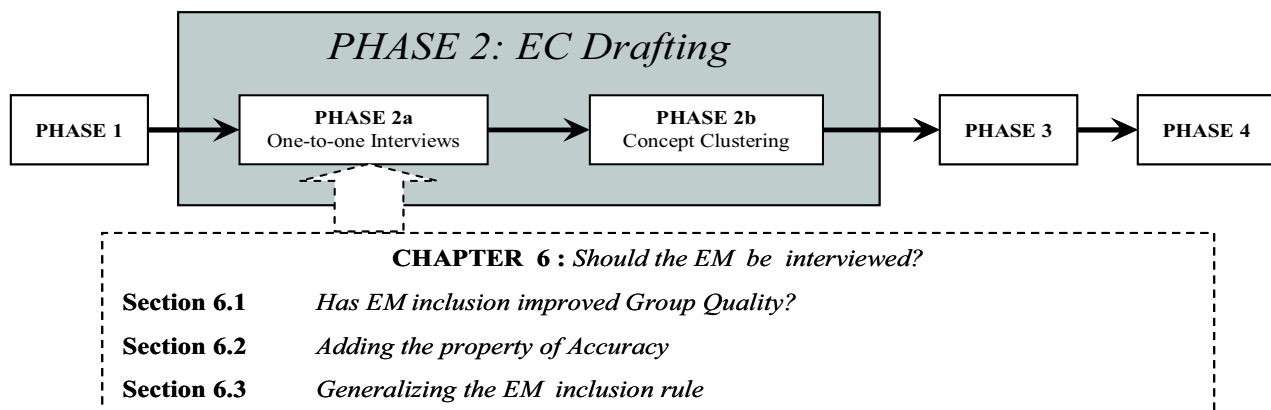 PHASE 2: EC Drafting
PHASE 1
PHASE 2a
One-to-one Interviews
PHASE 2b
Concept Clustering
PHASE 3
PHASE 4
CHAPTER 6 : Should the EM be interviewed?
Section 6.1 Has EM inclusion improved Group Quality?
Section 6.2 Adding the property of Accuracy
Section 6.3 Generalizing the EM inclusion rule